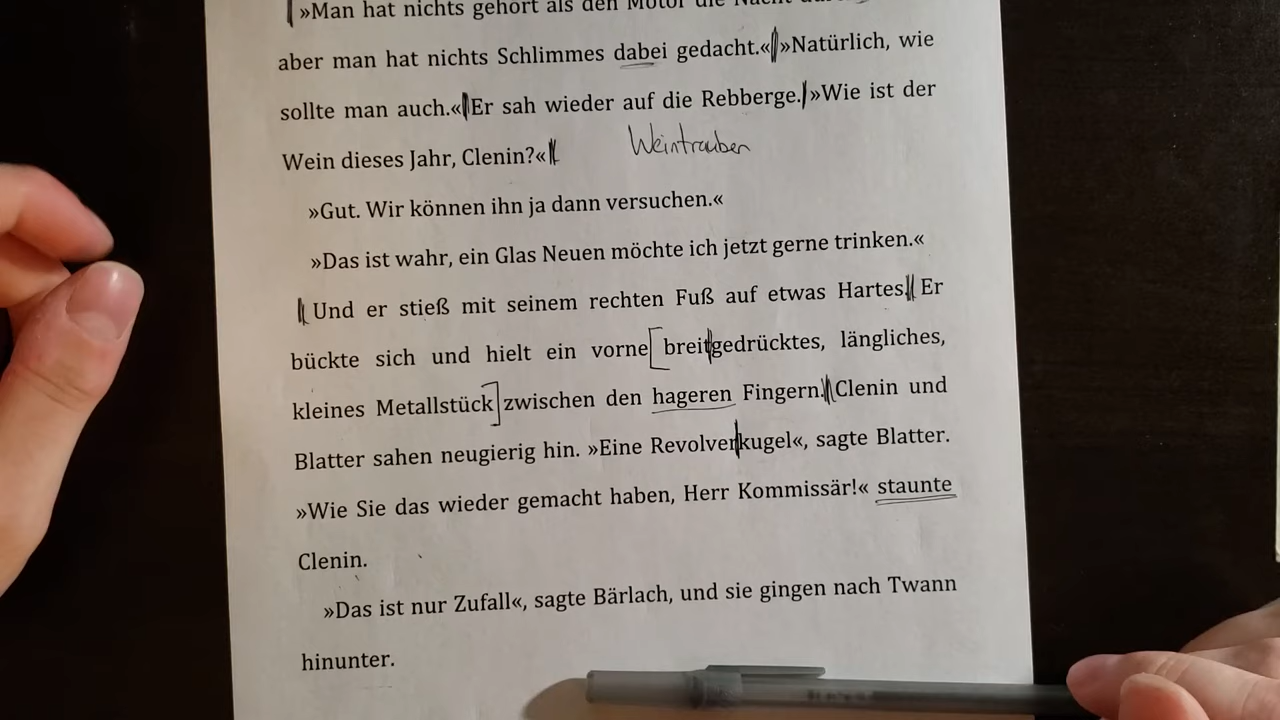 »Man hat nichts gehört als den Motor die Nacht
aber man hat nichts Schlimmes dabei gedacht.«»Natürlich, wie
sollte man auch.«Er sah wieder auf die Rebberge.»Wie ist der
Wein dieses Jahr, Clenin?«
Weintrauben
»Gut. Wir können ihn ja dann versuchen.«
»Das ist wahr, ein Glas Neuen möchte ich jetzt gerne trinken.«
Und er stieß mit seinem rechten Fuß auf etwas Hartes. Er
bückte sich und hielt ein vorne [breitgedrücktes, längliches,
kleines Metallstück] zwischen den hageren Fingern. Clenin und
Blatter sahen neugierig hin. »Eine Revolverkugel«, sagte Blatter.
»Wie Sie das wieder gemacht haben, Herr Kommissär!« staunte
Clenin.
»Das ist nur Zufall«, sagte Bärlach, und sie gingen nach Twann
hinunter.